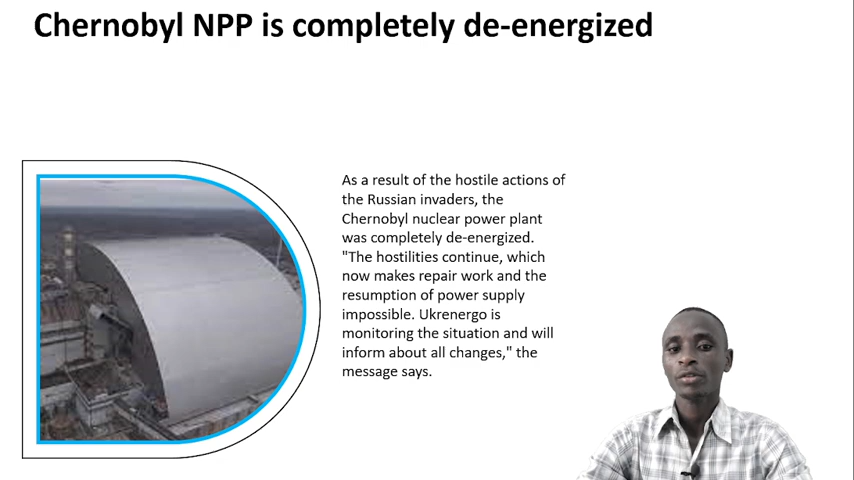 Chernobyl NPP is completely de-energized
As a result of the hostile actions of
the Russian invaders, the
Chernobyl nuclear power plant
was completely de-energized.
"The hostilities continue, which
now makes repair work and the
resumption of power supply
impossible. Ukrenergo is
monitoring the situation and will
inform about all changes," the
message says.